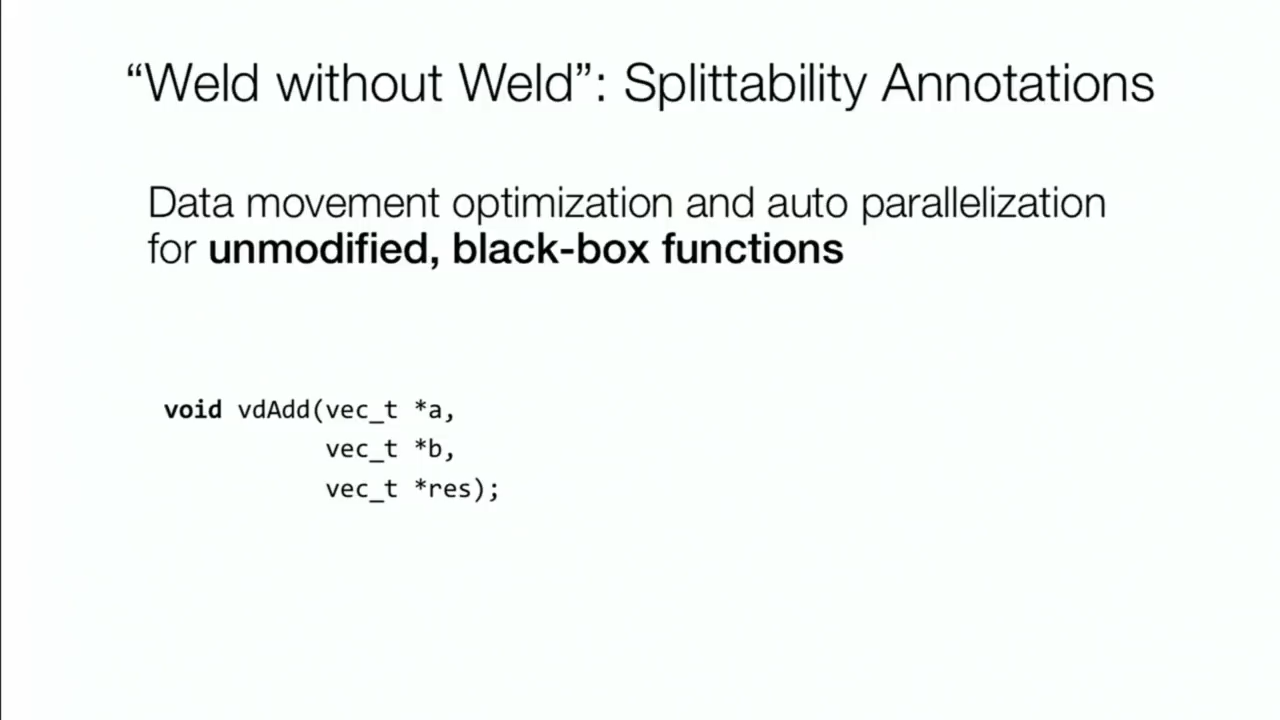 “Weld without Weld”: Splittability Annotations
Data movement optimization and auto parallelization
for unmodified, black-box functions
void vdAdd(vec_t *a,
vec_t *b,
vec_t *res);